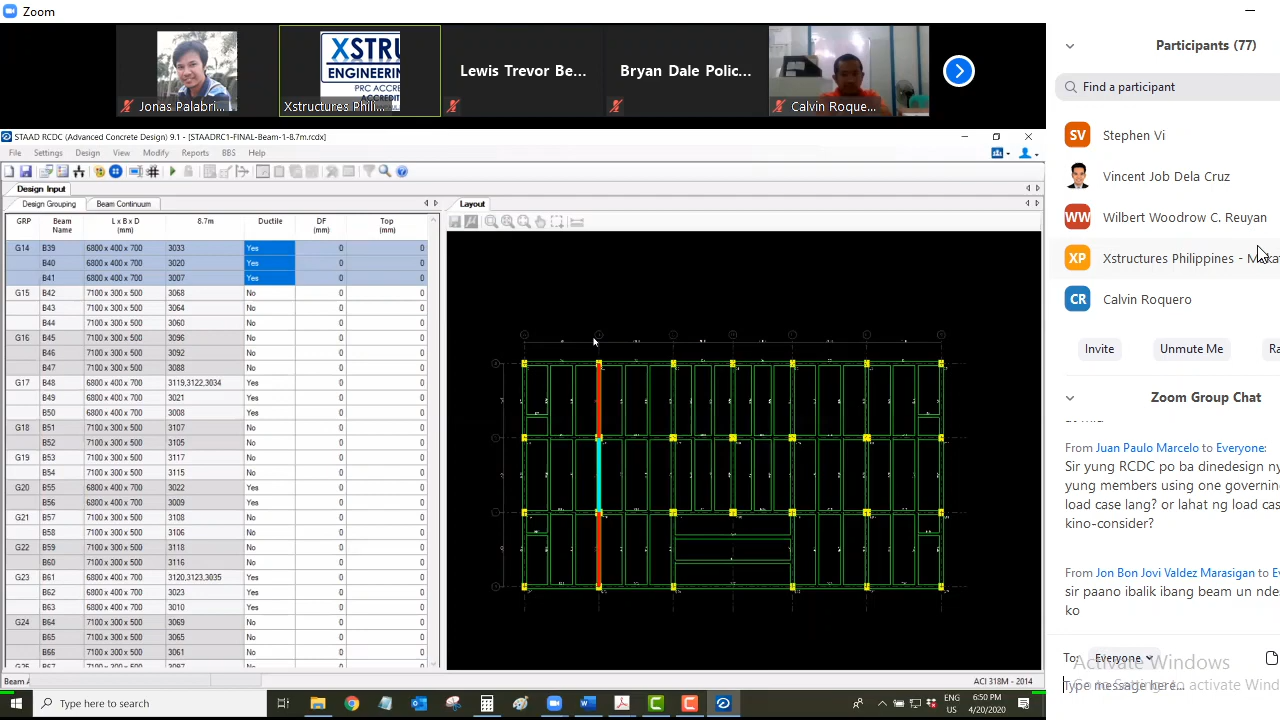 Zoom
XSTRU
ENGINEERING
PRC ACCRE
ACCREDITE
Lewis Trevor Be...
Bryan Dale Polic...
Jonas Palabri...
Xstructures Phili...
Calvin Roque...
Participants (77)
Find a participant
SV Stephen Vi
Vincent Job Dela Cruz
WW Wilbert Woodrow C. Reuyan
XP Xstructures Philippines -
CR Calvin Roquero
Invite Unmute Me Ra
Zoom Group Chat
From Juan Paulo Marcelo to Everyone:
Sir yung RCDC po ba dinedesign ny
yung members using one governin
load case lang? or lahat ng load cas
kino-consider?
From Jon Bon Jovi Valdez Marasigan to Ev
sir paano ibalik ibang beam un nde
ko
To: Everyone
Type message here...
Activate Windows
Go to Settings to activate Wind
STAAD RCDC (Advanced Concrete Design) 9.1 - [STAADRC1-FINAL-Beam-1-8.7m.rcdx]
File Settings Design View Modify Reports BBS Help
Design Input
Design Grouping Beam Continuum
Layout
GRP Beam Name L x B x D (mm) 8.7m Ductile DF (mm) Top (mm)
G14 B39 6800 x 400 x 700 3033 Yes 0 0
B40 6800 x 400 x 700 3020 Yes 0 0
B41 6800 x 400 x 700 3007 Yes 0 0
G15 B42 7100 x 300 x 500 3068 No 0 0
B43 7100 x 300 x 500 3064 No 0 0
B44 7100 x 300 x 500 3060 No 0 0
G16 B45 7100 x 300 x 500 3096 No 0 0
B46 7100 x 300 x 500 3092 No 0 0
B47 7100 x 300 x 500 3088 No 0 0
G17 B48 6800 x 400 x 700 3119,3122,3034 Yes 0 0
B49 6800 x 400 x 700 3021 Yes 0 0
B50 6800 x 400 x 700 3008 Yes 0 0
G18 B51 7100 x 300 x 500 3107 No 0 0
B52 7100 x 300 x 500 3105 No 0 0
G19 B53 7100 x 300 x 500 3117 No 0 0
B54 7100 x 300 x 500 3115 No 0 0
G20 B55 6800 x 400 x 700 3022 Yes 0 0
B56 6800 x 400 x 700 3009 Yes 0 0
G21 B57 7100 x 300 x 500 3108 No 0 0
B58 7100 x 300 x 500 3106 No 0 0
G22 B59 7100 x 300 x 500 3118 No 0 0
B60 7100 x 300 x 500 3116 No 0 0
G23 B61 6800 x 400 x 700 3120,3123,3035 Yes 0 0
B62 6800 x 400 x 700 3023 Yes 0 0
B63 6800 x 400 x 700 3010 Yes 0 0
G24 B64 7100 x 300 x 500 3069 No 0 0
B65 7100 x 300 x 500 3065 No 0 0
B66 7100 x 300 x 500 3061 No 0 0
Beam
ACI 318M - 2014
Type here to search
ENG
US
6:50 PM
4/20/2020